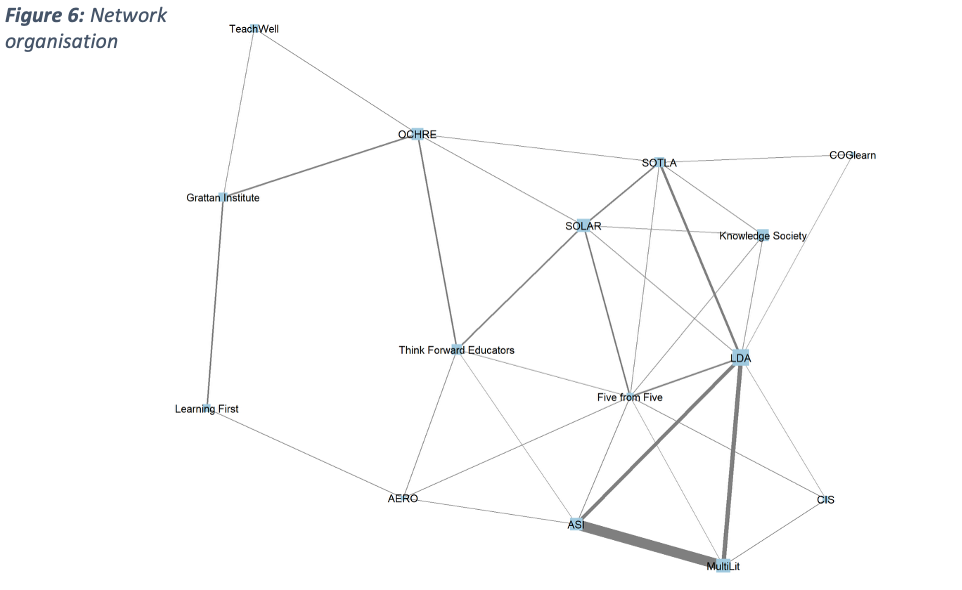 Figure 6: Network
organisation
TeachWell
OCHRE
COGlearn
SOTLA
Grattan Institute
SOLAR
Knowledge Society
Think Forward Educators
LDA
Five from Five
Learning First
AERO
CIS
ASI
MultiLit